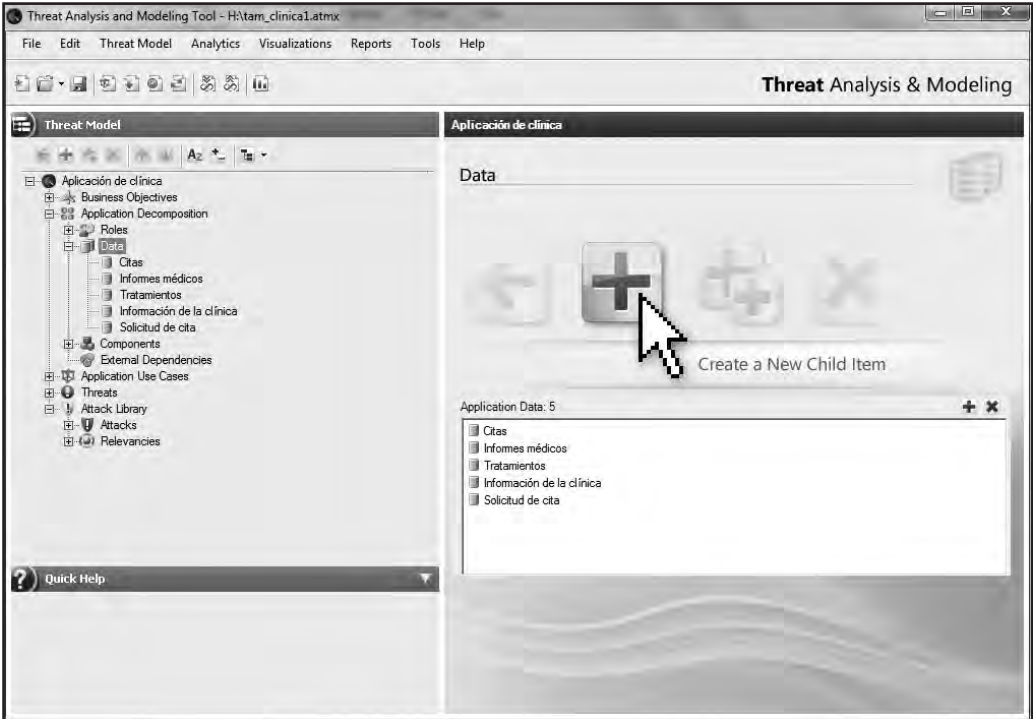 Threat Analysis and Modeling Tool - H:\tam_clinica1.atmx
File Edit Threat Model Analytics Visualizations Reports Tools Help
Threat Analysis & Modeling
Threat Model
Aplicación de clínica
Data
Aplicación de clínica
Business Objectives
Application Decomposition
Roles
Data
Citas
Informes médicos
Tratamientos
Información de la clínica
Solicitud de cita
Components
External Dependencies
Application Use Cases
Threats
Attack Library
Attacks
Relevancies
Create a New Child Item
Application Data: 5
Citas
Informes médicos
Tratamientos
Información de la clínica
Solicitud de cita
Quick Help